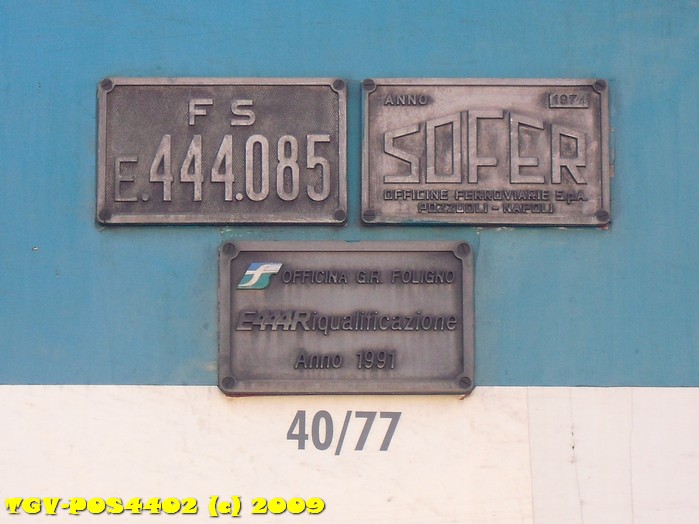 FS
E.444.085
ANNO 1974
SOFER
OFFICINE FERROVIARIE S.p.A.
POZZUOLI - NAPOLI
OFFICINA G.R. FOLIGNO
E444Riqualificazione
Anno 1991
40/77
TGV-POS4402 (c) 2009